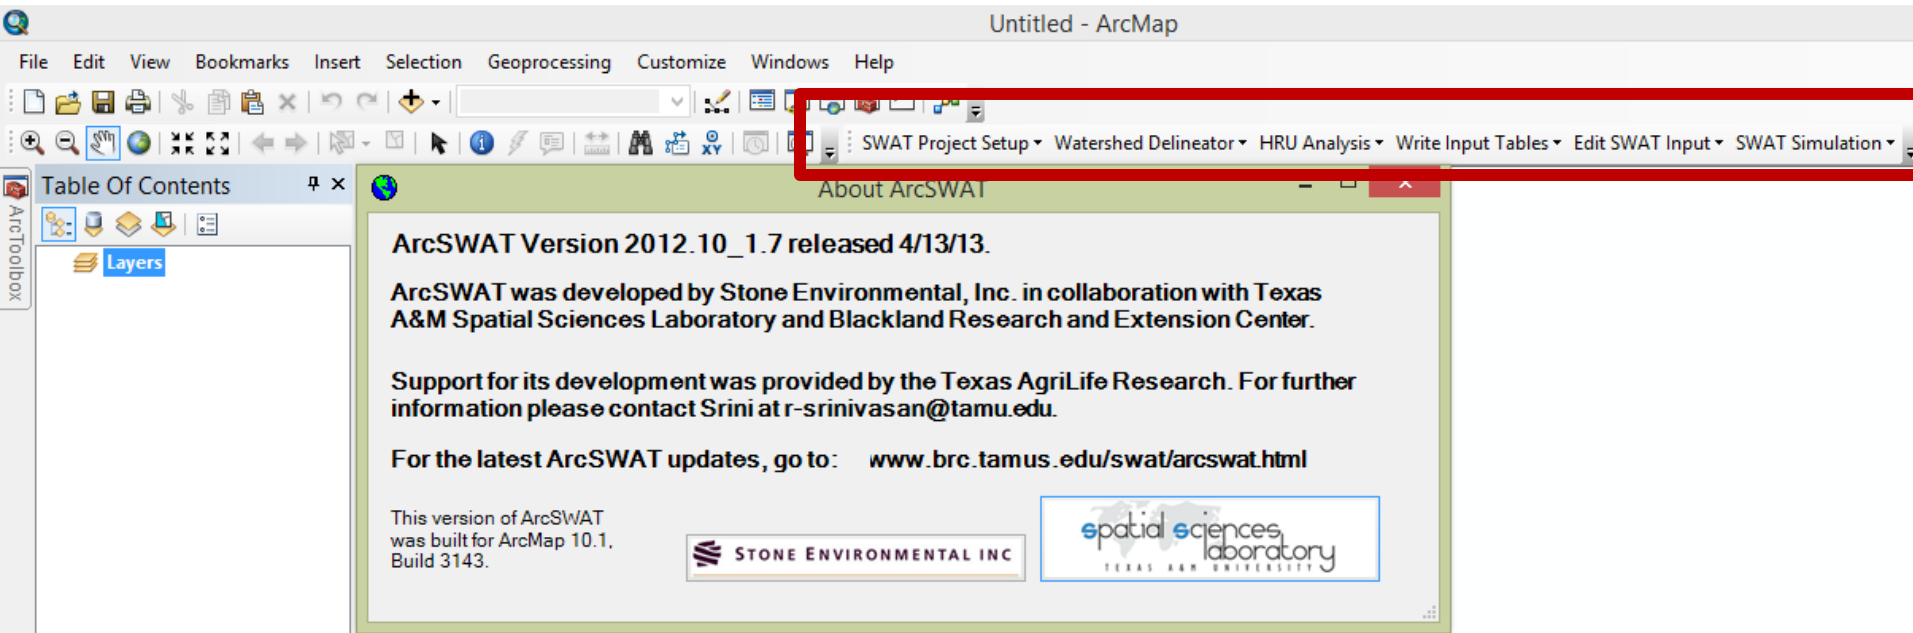 Untitled - ArcMap
File Edit View Bookmarks Insert Selection Geoprocessing Customize Windows Help
SWAT Project Setup Watershed Delineator HRU Analysis Write Input Tables Edit SWAT Input SWAT Simulation
ArcToolbox
Table Of Contents
Layers
About ArcSWAT
ArcSWAT Version 2012.10_1.7 released 4/13/13.
ArcSWAT was developed by Stone Environmental, Inc. in collaboration with Texas
A&M Spatial Sciences Laboratory and Blackland Research and Extension Center.
Support for its development was provided by the Texas AgriLife Research. For further
information please contact Srini at r-srinivasan@tamu.edu.
For the latest ArcSWAT updates, go to: www.brc.tamus.edu/swat/arcswat.html
This version of ArcSWAT
was built for ArcMap 10.1,
Build 3143.
STONE ENVIRONMENTAL INC
spatial sciences
laboratory
TEXAS A&M UNIVERSITY